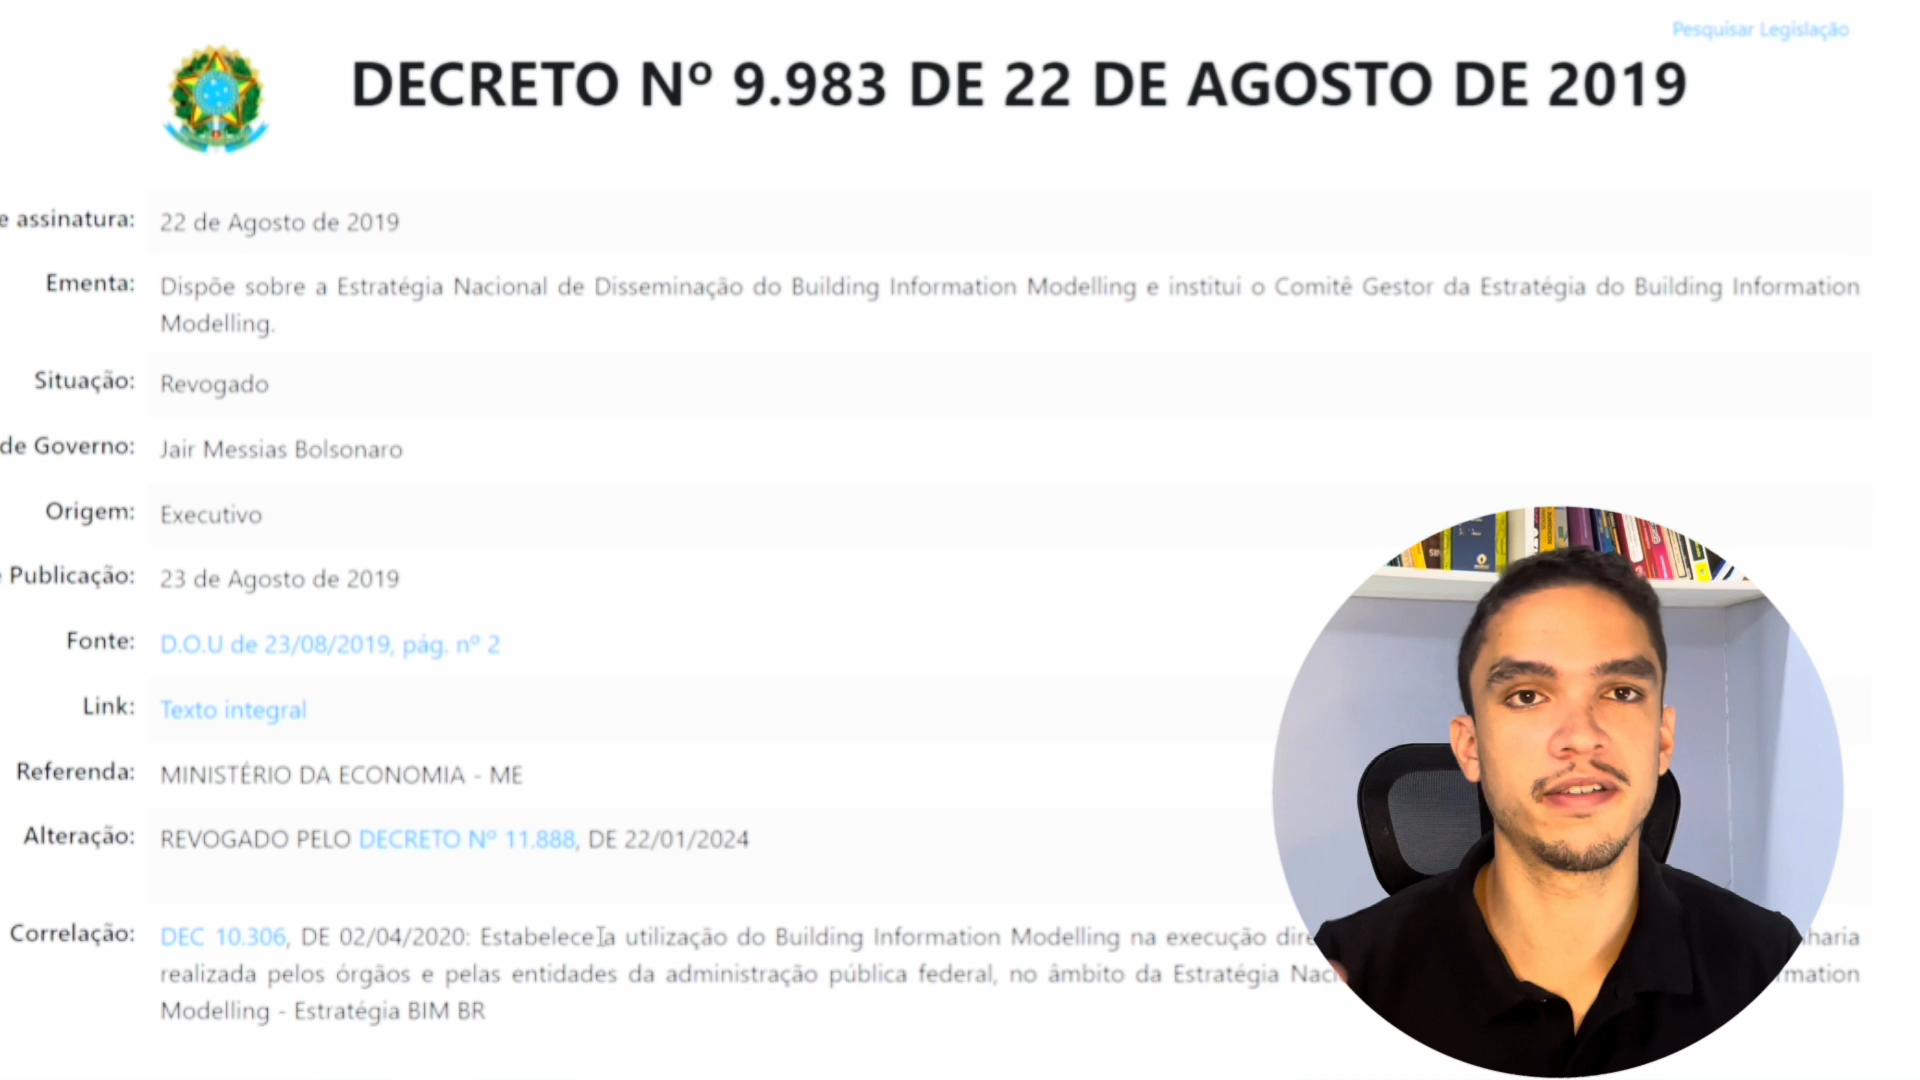 Pesquisar Legislação
DECRETO Nº 9.983 DE 22 DE AGOSTO DE 2019
e assinatura: 22 de Agosto de 2019
Ementa: Dispõe sobre a Estratégia Nacional de Disseminação do Building Information Modelling e institui o Comitê Gestor da Estratégia do Building Information
Modelling.
Situação: Revogado
de Governo: Jair Messias Bolsonaro
Origem: Executivo
Publicação: 23 de Agosto de 2019
Fonte: D.O.U de 23/08/2019, pág. nº 2
Link: Texto integral
Referenda: MINISTÉRIO DA ECONOMIA - ME
Alteração: REVOGADO PELO DECRETO Nº 11.888, DE 22/01/2024
Correlação: DEC 10.306, DE 02/04/2020: Estabelece a utilização do Building Information Modelling na execução dire haria
realizada pelos órgãos e pelas entidades da administração pública federal, no âmbito da Estratégia Naci rmation
Modelling - Estratégia BIM BR